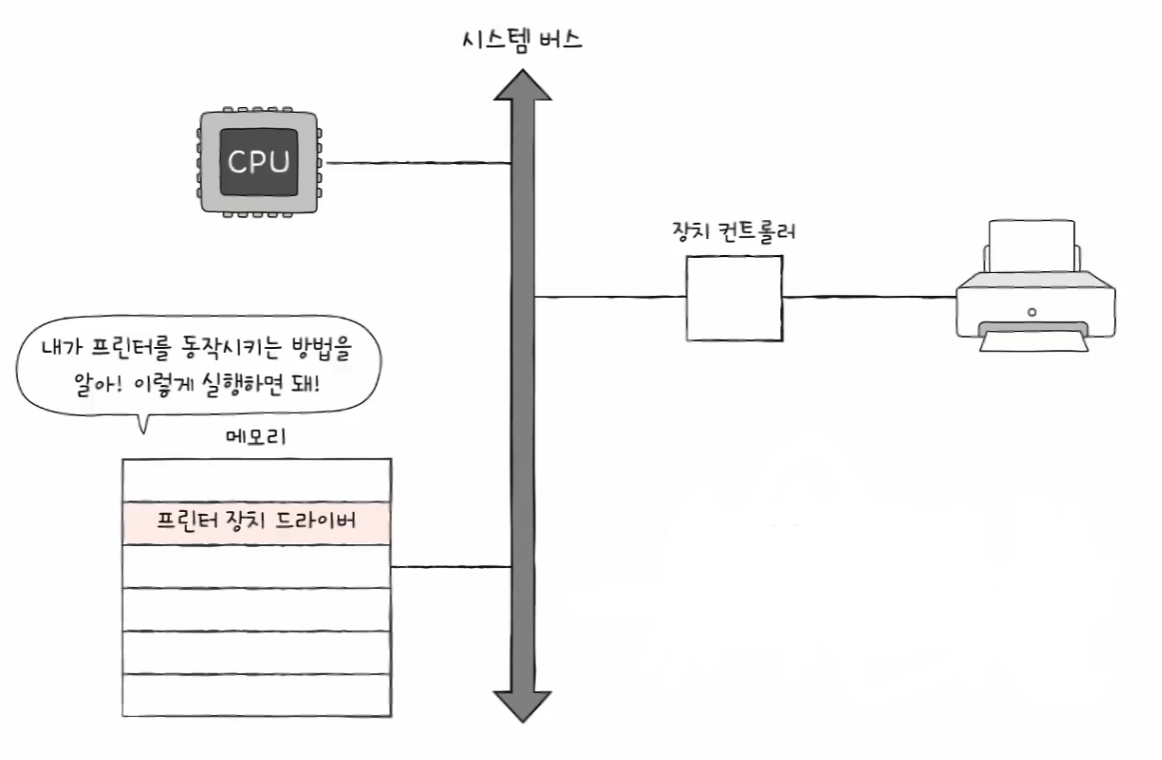 시스템 버스
CPU
장치 컨트롤러
내가 프린터를 동작시키는 방법을
알아! 이렇게 실행하면 돼!
메모리
프린터 장치 드라이버